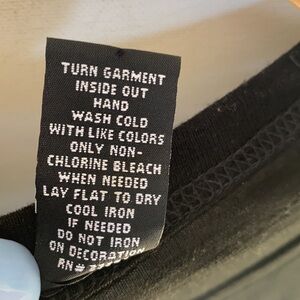 TURN GARMENT
INSIDE OUT
HAND
WASH COLD
WITH LIKE COLORS
ONLY NON-
CHLORINE BLEACH
WHEN NEEDED
LAY FLAT TO DRY
COOL IRON
IF NEEDED
DO NOT IRON
ON DECORATION
RN#